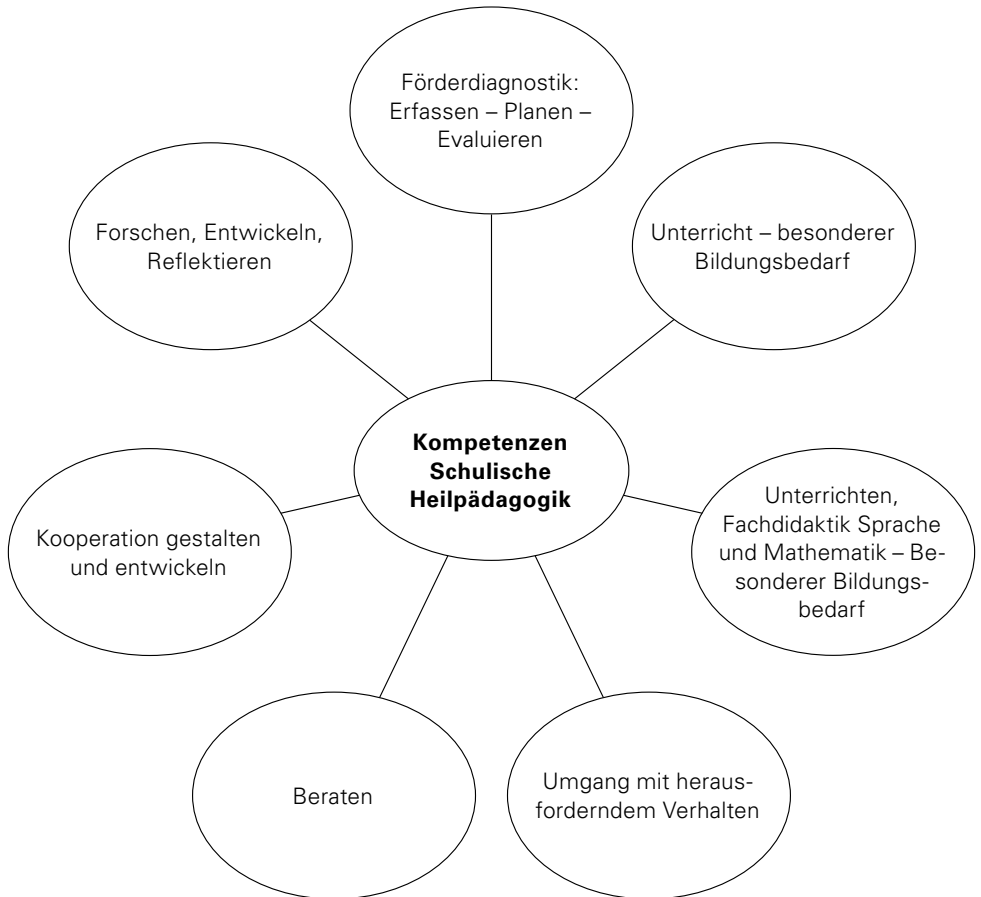 Förderdiagnostik:
Erfassen – Planen –
Evaluieren
Forschen, Entwickeln,
Reflektieren
Unterricht – besonderer
Bildungsbedarf
Kompetenzen
Schulische
Heilpädagogik
Kooperation gestalten
und entwickeln
Unterrichten,
Fachdidaktik Sprache
und Mathematik – Be-
sonderer Bildungs-
bedarf
Beraten
Umgang mit heraus-
forderndem Verhalten